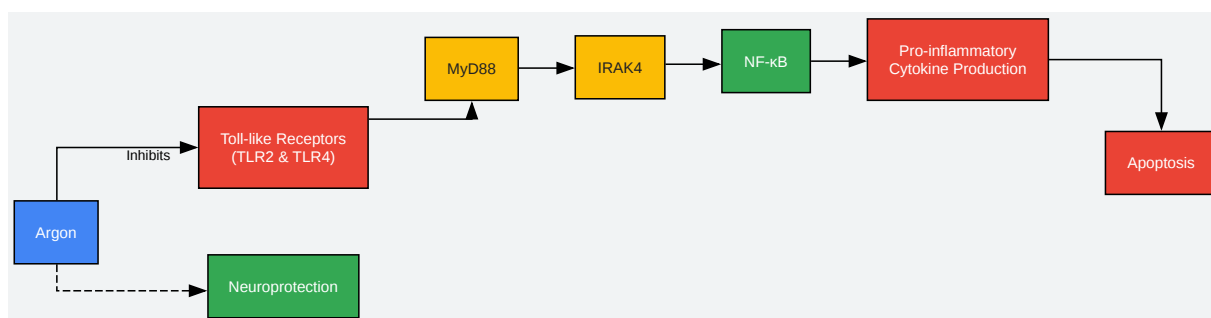 MyD88
IRAK4
NF-κB
Pro-inflammatory
Cytokine Production
Toll-like Receptors
(TLR2 & TLR4)
Inhibits
Apoptosis
Argon
Neuroprotection